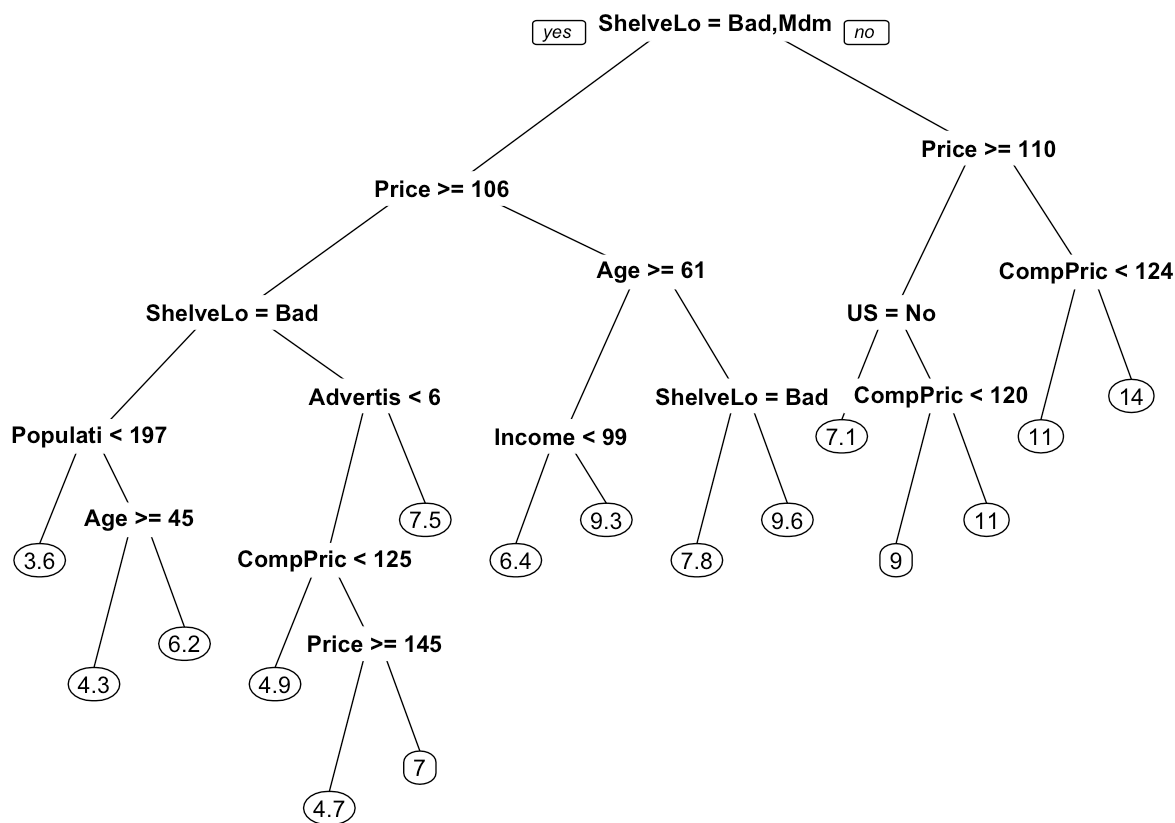 yes ShelveLo = Bad,Mdm no
Price >= 110
Price >= 106
Age >= 61
CompPric < 124
ShelveLo = Bad
US = No
Advertis < 6
ShelveLo = Bad
CompPric < 120
14
Populati < 197
Income < 99
7.1
11
Age >= 45
7.5
9.3
9.6
11
3.6
CompPric < 125
6.4
7.8
9
6.2
Price >= 145
4.3
4.9
7
4.7